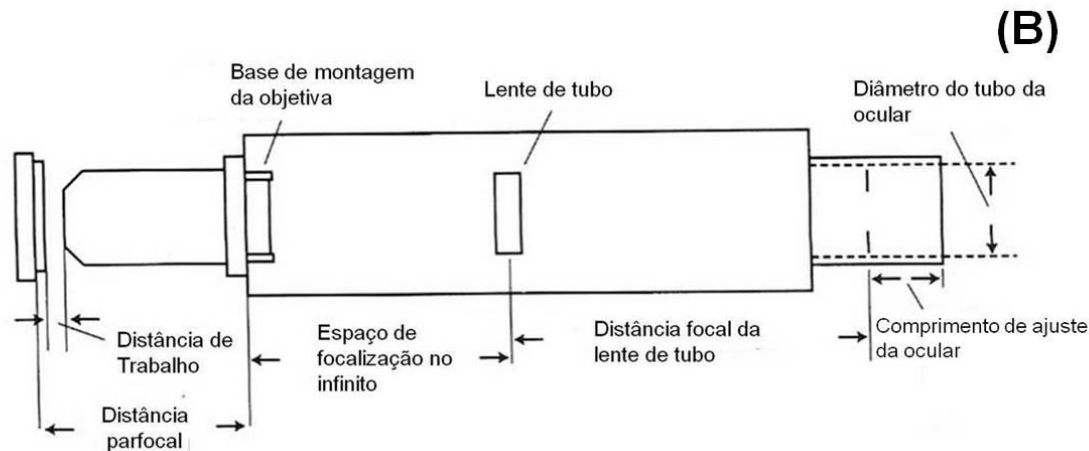 (B)
Base de montagem
da objetiva
Lente de tubo
Diâmetro do tubo da
ocular
Distância de
Trabalho
Espaço de
focalização no
infinito
Distância focal da
lente de tubo
Comprimento de ajuste
da ocular
Distância
parfocal